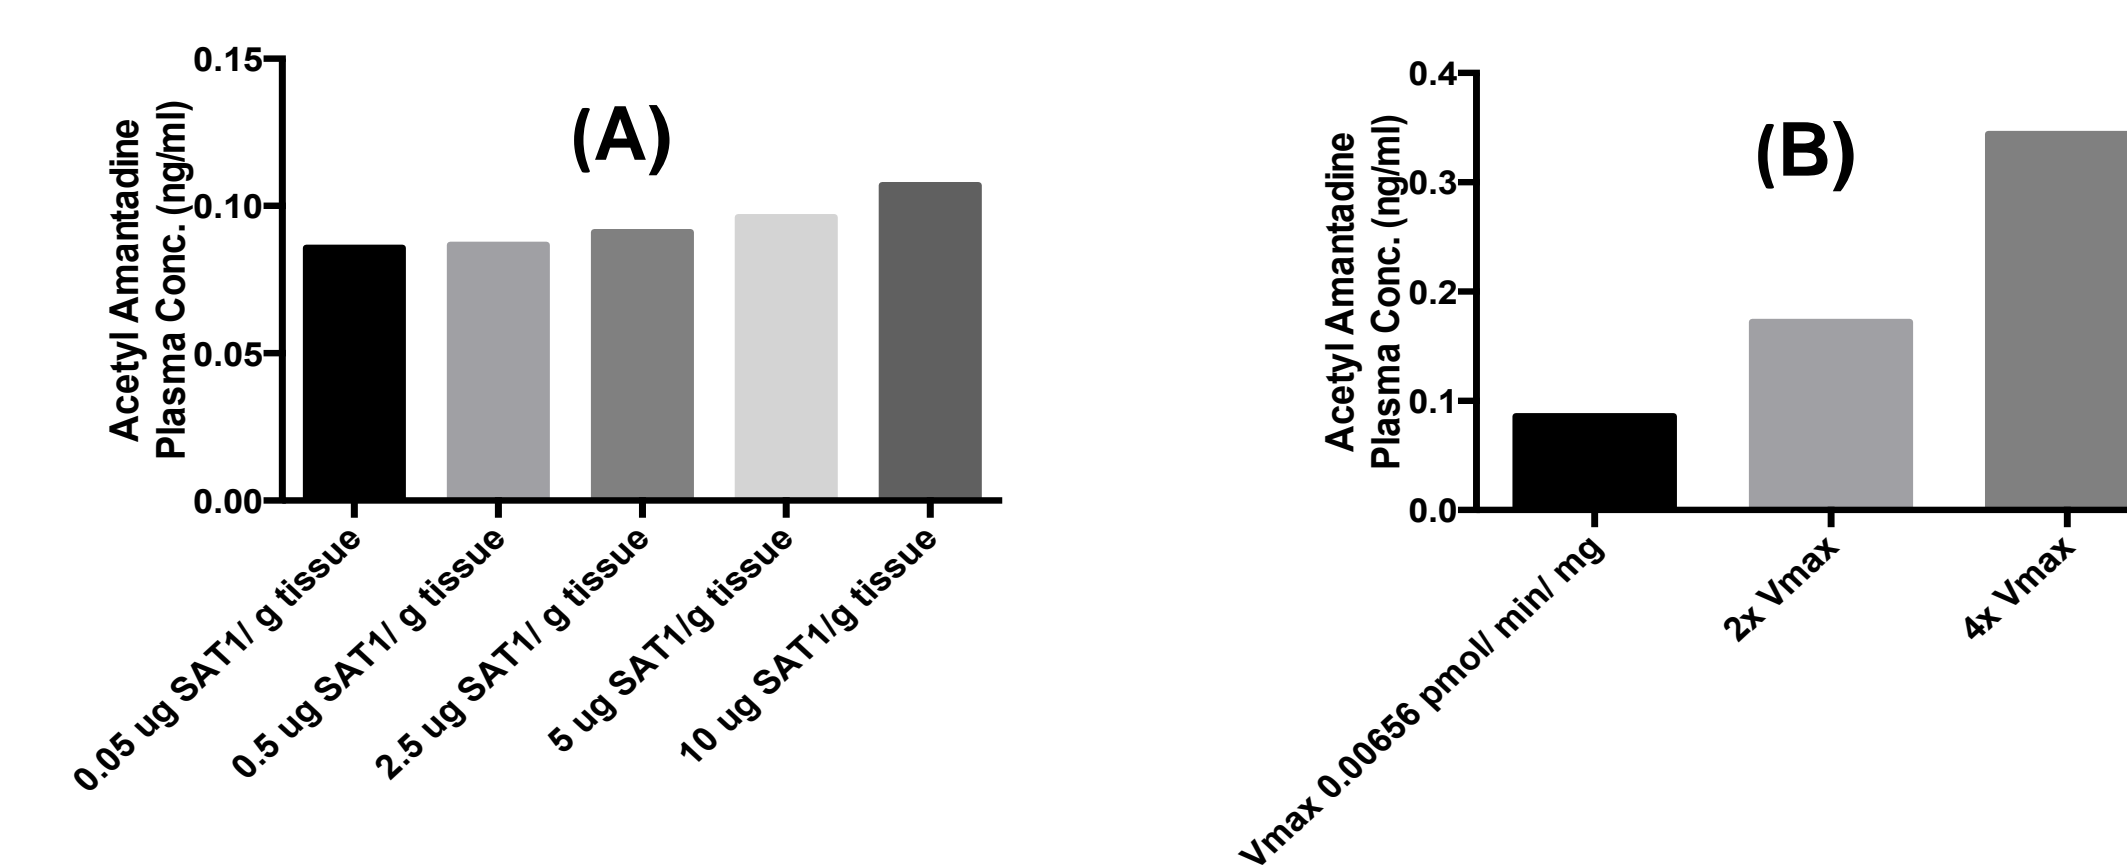 (A)
Acetyl Amantadine
Plasma Conc. (ng/ml)
0.15
0.10
0.05
0.00
0.05 ug SAT1/ g tissue
0.5 ug SAT1/ g tissue
2.5 ug SAT1/ g tissue
5 ug SAT1/g tissue
10 ug SAT1/g tissue
(B)
Acetyl Amantadine
Plasma Conc. (ng/ml)
0.4
0.3
0.2
0.1
0.0
Vmax 0.00656 pmol/ min/ mg
2x Vmax
4x Vmax